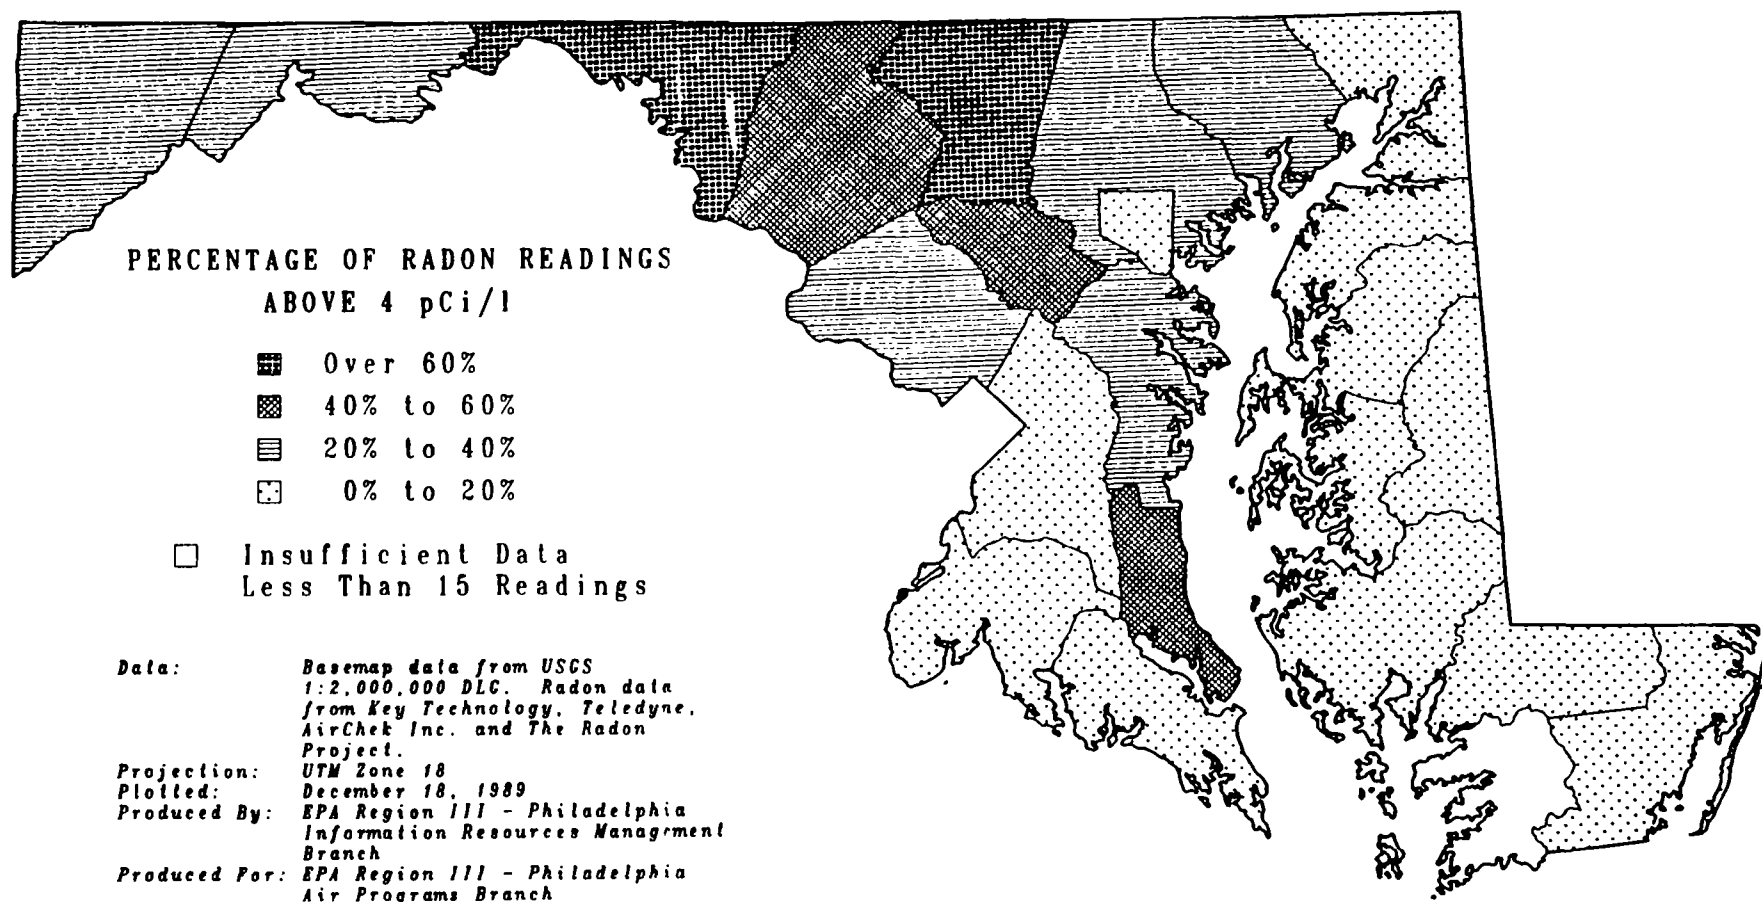 PERCENTAGE OF RADON READINGS
ABOVE 4 pCi/l
Over 60%
40% to 60%
20% to 40%
0% to 20%
Insufficient Data
Less Than 15 Readings
Data: Basemap data from USGS
1:2,000,000 DLG. Radon data
from Key Technology, Teledyne,
AirChek Inc. and The Radon
Project.
Projection: UTM Zone 18
Plotted: December 18, 1989
Produced By: EPA Region III - Philadelphia
Information Resources Management
Branch
Produced For: EPA Region III - Philadelphia
Air Programs Branch